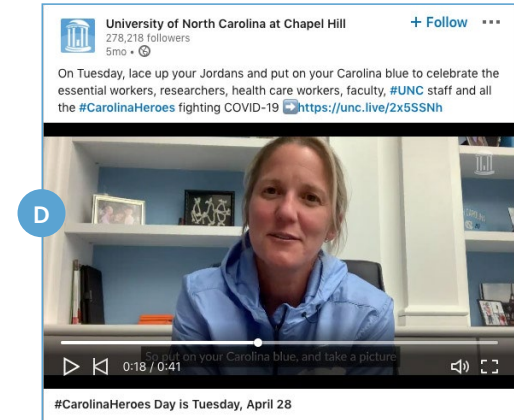 University of North Carolina at Chapel Hill
+ Follow
278,218 followers
5mo •
On Tuesday, lace up your Jordans and put on your Carolina blue to celebrate the
essential workers, researchers, health care workers, faculty, #UNC staff and all
the #CarolinaHeroes fighting COVID-19 ➡https://unc.live/2x5SSNh
D
So put on your Carolina blue, and take a picture
0:18 / 0:41
#CarolinaHeroes Day is Tuesday, April 28